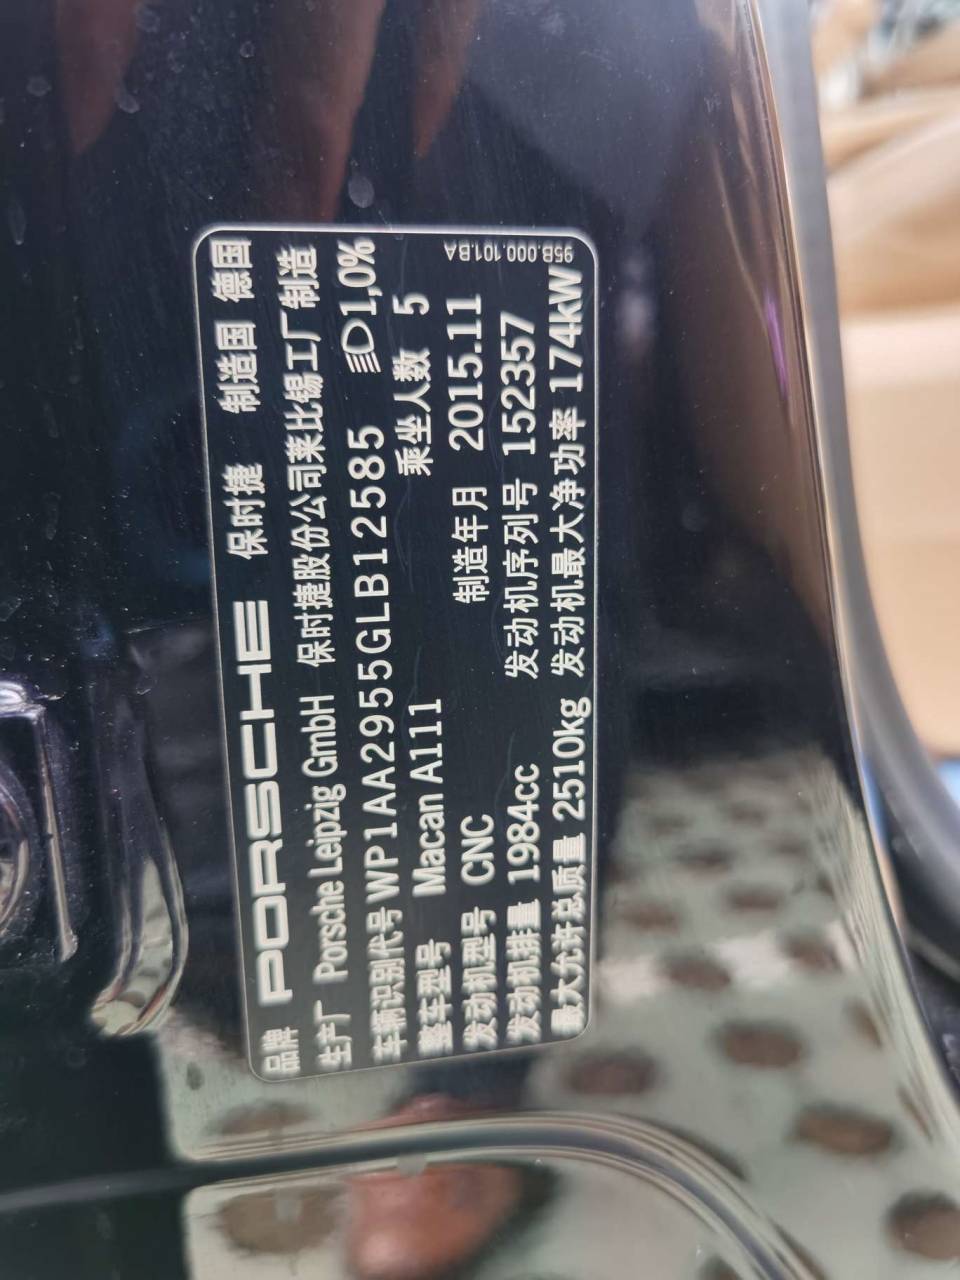 品牌 PORSCHE 保时捷 制造国 德国
生产厂 Porsche Leipzig GmbH 保时捷股份公司莱比锡工厂制造
车辆识别代号 WP1AA2955GLB12585 1,0%
整车型号 Macan A111 乘坐人数 5
发动机型号 CNC 制造年月 2015.11
发动机排量 1984cc 发动机序列号 152357
最大允许总质量 2510kg 发动机最大净功率 174kW
95B.000.101.BA